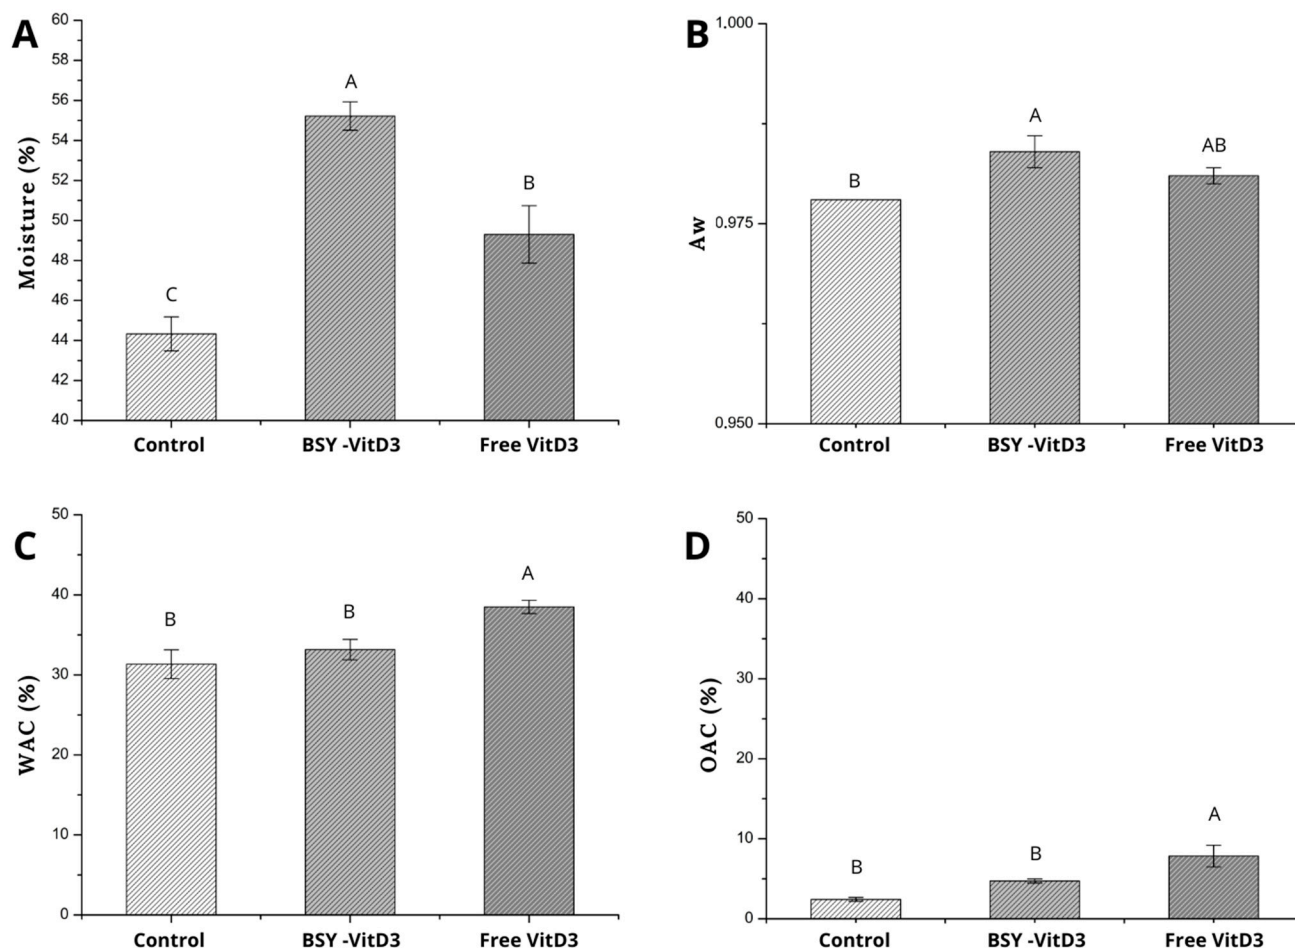 A
Moisture (%)
60
58
56
54
52
50
48
46
44
42
40
C
A
B
Control
BSY -VitD3
Free VitD3
B
Aw
1.000
0.975
0.950
B
A
AB
Control
BSY -VitD3
Free VitD3
C
WAC (%)
50
40
30
20
10
0
B
B
A
Control
BSY -VitD3
Free VitD3
D
OAC (%)
50
40
30
20
10
0
B
B
A
Control
BSY -VitD3
Free VitD3